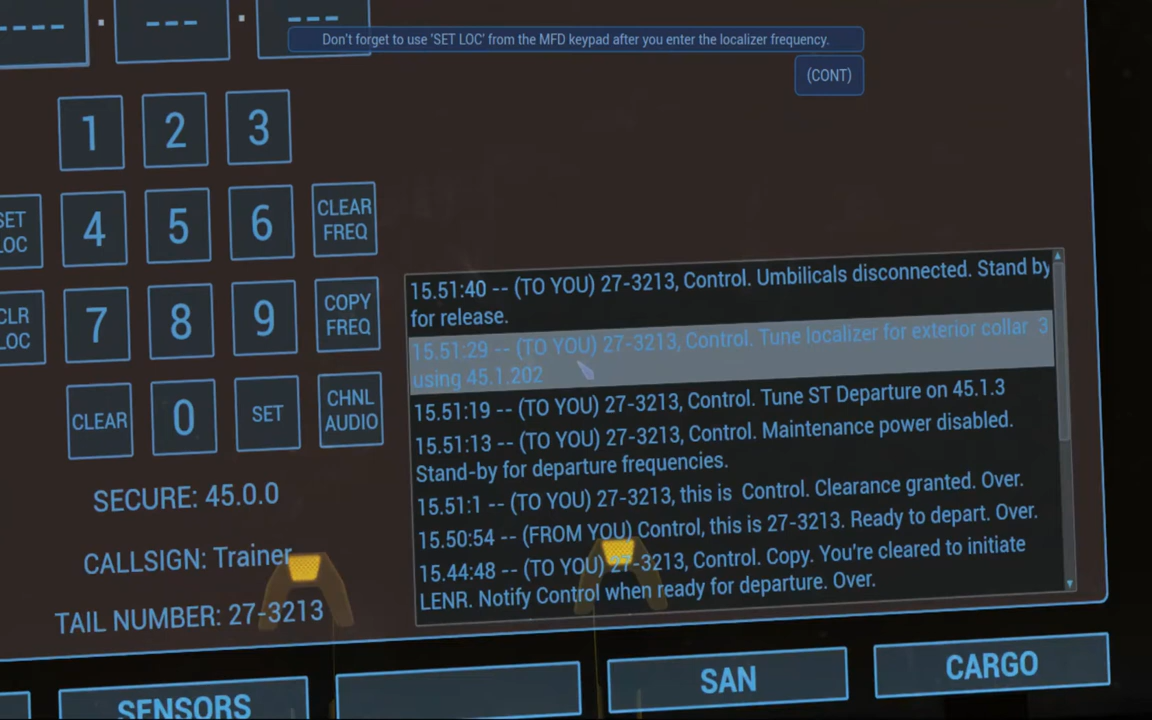 ---- . --- . ---
Don't forget to use 'SET LOC' from the MFD keypad after you enter the localizer frequency.
(CONT)
1 2 3
SET
LOC
4 5 6
CLEAR
FREQ
CLR
LOC
7 8 9
COPY
FREQ
CLEAR 0 SET
CHNL
AUDIO
SECURE: 45.0.0
CALLSIGN: Trainer
TAIL NUMBER: 27-3213
15.51:40 -- (TO YOU) 27-3213, Control. Umbilicals disconnected. Stand by
for release.
15.51:29 -- (TO YOU) 27-3213, Control. Tune localizer for exterior collar 3
using 45.1.202
15.51:19 -- (TO YOU) 27-3213, Control. Tune ST Departure on 45.1.3
15.51:13 -- (TO YOU) 27-3213, Control. Maintenance power disabled.
Stand-by for departure frequencies.
15.51:1 -- (TO YOU) 27-3213, this is Control. Clearance granted. Over.
15.50:54 -- (FROM YOU) Control, this is 27-3213. Ready to depart. Over.
15.44:48 -- (TO YOU) 27-3213, Control. Copy. You're cleared to initiate
LENR. Notify Control when ready for departure. Over.
SENSORS
SAN
CARGO